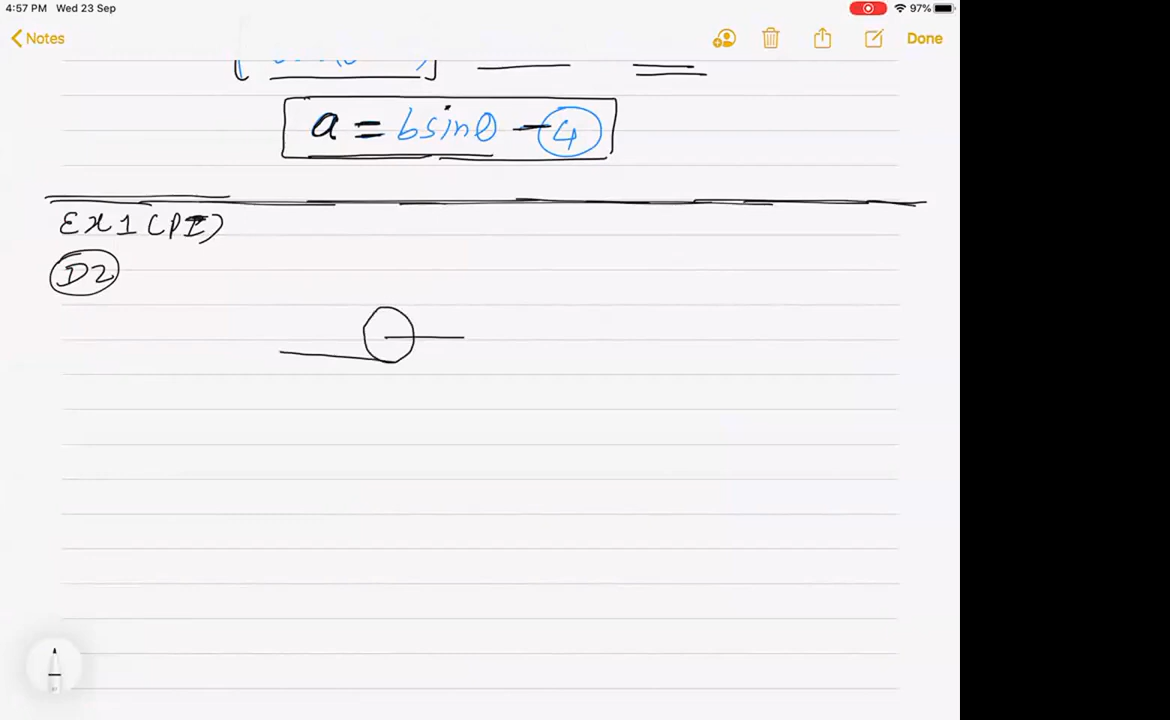 4:57 PM Wed 23 Sep 97%
Notes Done
a = bsinθ - 4
Ex 1 (PI)
D2